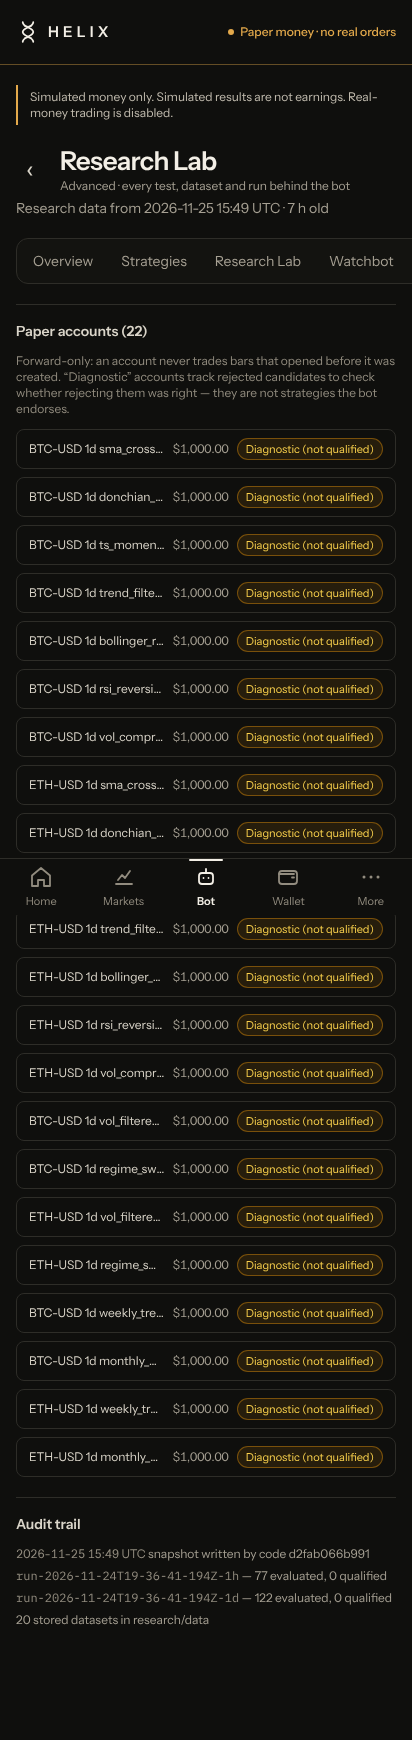 HELIX
Paper money · no real orders
Simulated money only. Simulated results are not earnings. Real-
money trading is disabled.
‹
Research Lab
Advanced · every test, dataset and run behind the bot
Research data from 2026-11-25 15:49 UTC · 7 h old
Overview Strategies Research Lab Watchbot
Paper accounts (22)
Forward-only: an account never trades bars that opened before it was
created. “Diagnostic” accounts track rejected candidates to check
whether rejecting them was right — they are not strategies the bot
endorses.
BTC-USD 1d sma_cross... $1,000.00 Diagnostic (not qualified)
BTC-USD 1d donchian_... $1,000.00 Diagnostic (not qualified)
BTC-USD 1d ts_momen... $1,000.00 Diagnostic (not qualified)
BTC-USD 1d trend_filte... $1,000.00 Diagnostic (not qualified)
BTC-USD 1d bollinger_r... $1,000.00 Diagnostic (not qualified)
BTC-USD 1d rsi_reversi... $1,000.00 Diagnostic (not qualified)
BTC-USD 1d vol_compr... $1,000.00 Diagnostic (not qualified)
ETH-USD 1d sma_cross... $1,000.00 Diagnostic (not qualified)
ETH-USD 1d donchian_... $1,000.00 Diagnostic (not qualified)
Home Markets Bot Wallet More
ETH-USD 1d trend_filte... $1,000.00 Diagnostic (not qualified)
ETH-USD 1d bollinger_... $1,000.00 Diagnostic (not qualified)
ETH-USD 1d rsi_reversi... $1,000.00 Diagnostic (not qualified)
ETH-USD 1d vol_compr... $1,000.00 Diagnostic (not qualified)
BTC-USD 1d vol_filtere... $1,000.00 Diagnostic (not qualified)
BTC-USD 1d regime_sw... $1,000.00 Diagnostic (not qualified)
ETH-USD 1d vol_filtere... $1,000.00 Diagnostic (not qualified)
ETH-USD 1d regime_s... $1,000.00 Diagnostic (not qualified)
BTC-USD 1d weekly_tre... $1,000.00 Diagnostic (not qualified)
BTC-USD 1d monthly_... $1,000.00 Diagnostic (not qualified)
ETH-USD 1d weekly_tr... $1,000.00 Diagnostic (not qualified)
ETH-USD 1d monthly_... $1,000.00 Diagnostic (not qualified)
Audit trail
2026-11-25 15:49 UTC snapshot written by code d2fab066b991
run-2026-11-24T19-36-41-194Z-1h — 77 evaluated, 0 qualified
run-2026-11-24T19-36-41-194Z-1d — 122 evaluated, 0 qualified
20 stored datasets in research/data